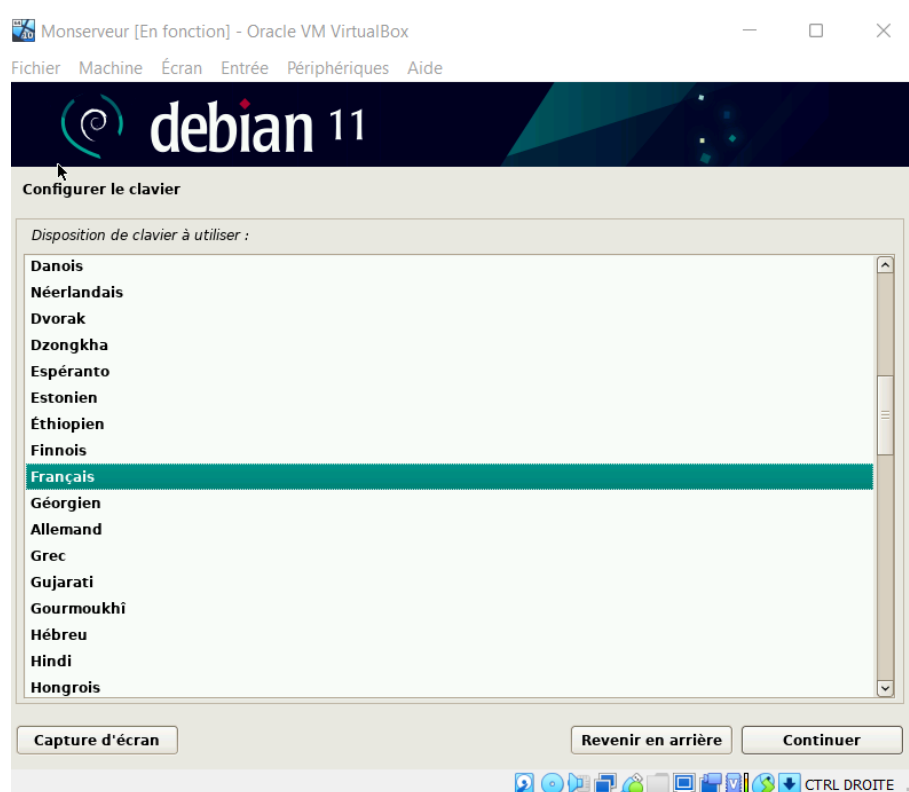 Monserveur [En fonction] - Oracle VM VirtualBox
Fichier Machine Écran Entrée Périphériques Aide
debian 11
Configurer le clavier
Disposition de clavier à utiliser :
Danois
Néerlandais
Dvorak
Dzongkha
Espéranto
Estonien
Éthiopien
Finnois
Français
Géorgien
Allemand
Grec
Gujarati
Gourmoukhî
Hébreu
Hindi
Hongrois
Capture d'écran Revenir en arrière Continuer
CTRL DROITE